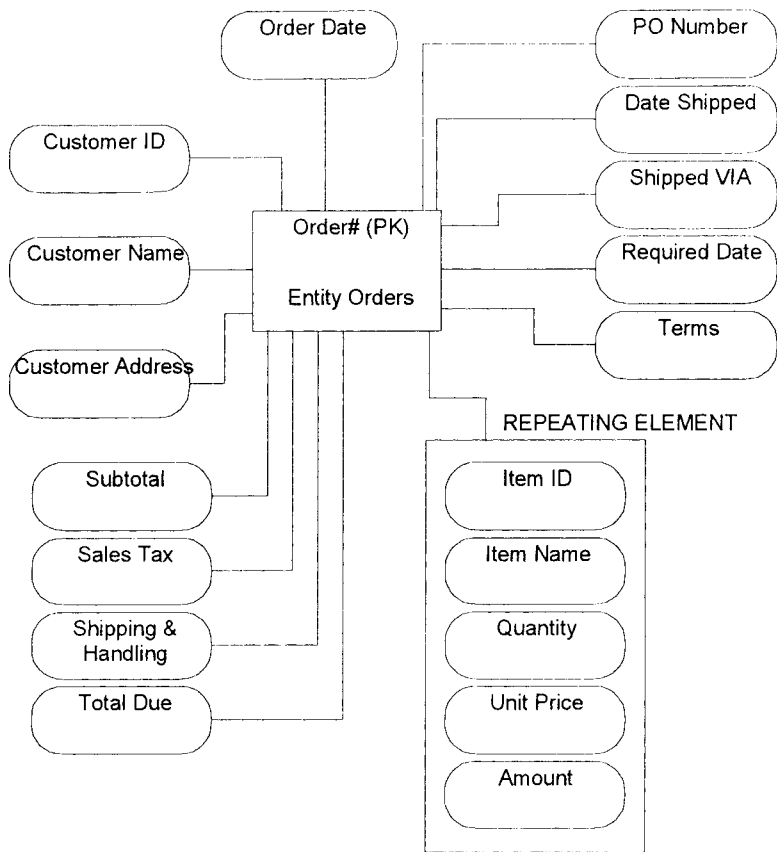 Order Date
PO Number
Date Shipped
Customer ID
Shipped VIA
Order# (PK)
Customer Name
Required Date
Entity Orders
Terms
Customer Address
REPEATING ELEMENT
Subtotal
Item ID
Sales Tax
Item Name
Shipping &
Handling
Quantity
Total Due
Unit Price
Amount